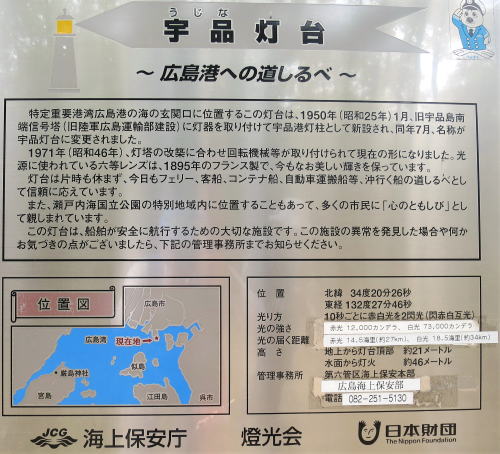 うじな
宇品灯台
～広島港への道しるべ～
特定重要港湾広島港の海の玄関口に位置するこの灯台は、1950年(昭和25年)1月、旧宇品島南
端信号塔(旧陸軍広島運輸部建設)に灯器を取り付けて宇品港灯柱として新設され、同年7月、名称が
宇品灯台に変更されました。
1971年(昭和46年)、灯塔の改築に合わせ回転機械等が取り付けられて現在の形になりました。光
源に使われている六等レンズは、1895年のフランス製で、今もなお美しい輝きを保っています。
灯台は片時も休まず、今日もフェリー、客船、コンテナ船、自動車運搬船等、沖行く船の道しるべとし
て信頼に応えています。
また、瀬戸内海国立公園の特別地域内に位置することもあって、多くの市民に「心のともしび」とし
て親しまれています。
この灯台は、船舶が安全に航行するための大切な施設です。この施設の異常を発見した場合や何か
お気づきの点がございましたら、下記の管理事務所までお知らせください。
位置図
広島市
広島湾
現在地
厳島神社
似島
宮島
江田島
呉市
位置 北緯 34度20分26秒
東経 132度27分46秒
光り方 10秒ごとに赤白光を2閃光(閃赤白互光)
光の強さ 赤光 12,000カンデラ、 白光 73,000カンデラ
光の届く距離 赤光 14.5海里(約27km)、 白光 18.5海里(約34km)
高さ 地上から灯台頂部 約21メートル
水面から灯火 約46メートル
管理事務所 第六管区海上保安本部
広島海上保安部
電話 082-251-5130
JCG 海上保安庁 燈光会 日本財団
The Nippon Foundation